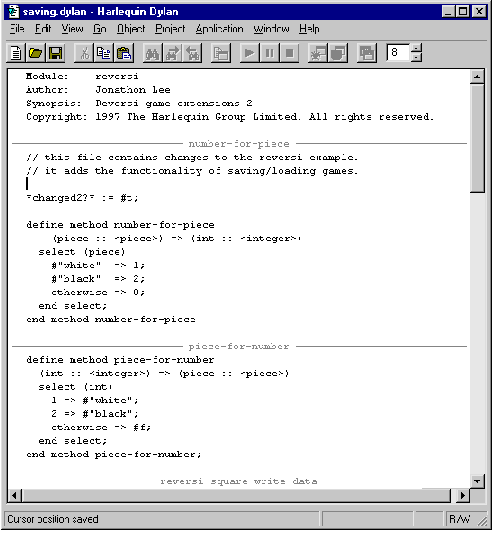 saving.dylan - Harlequin Dylan
File Edit View Go Object Project Application Window Help
8
Module: reversi
Author: Jonathon Lee
Synopsis: Reversi game extensions 2
Copyright: 1997 The Harlequin Group Limited. All rights reserved.
number-for-piece
// this file contains changes to the reversi example.
// it adds the functionality of saving/loading games.
*changed2?* := #t;
define method number-for-piece
(piece :: <piece>) => (int :: <integer>)
select (piece)
#"white" => 1;
#"black" => 2;
otherwise => 0;
end select;
end method number-for-piece
piece-for-number
define method piece-for-number
(int :: <integer>) => (piece :: <piece>)
select (int)
1 => #"white";
2 => #"black";
otherwise => #f;
end select;
end method piece-for-number;
reversi square write data
Cursor position saved
R/W